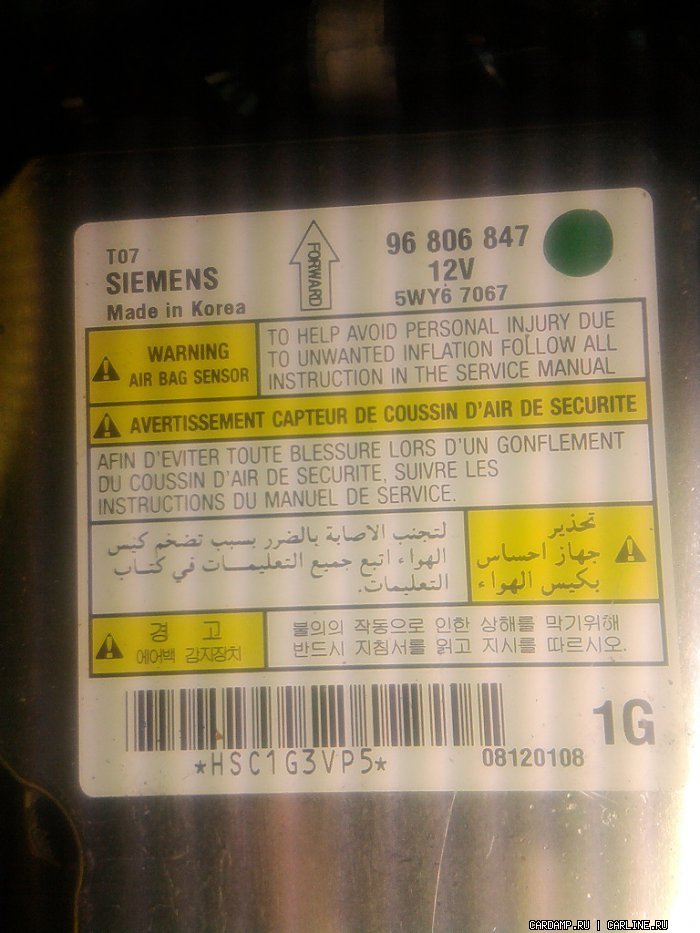 T07
SIEMENS
Made in Korea
FORWARD
96 806 847
12V
5WY6 7067
WARNING
AIR BAG SENSOR
TO HELP AVOID PERSONAL INJURY DUE
TO UNWANTED INFLATION FOLLOW ALL
INSTRUCTION IN THE SERVICE MANUAL
AVERTISSEMENT CAPTEUR DE COUSSIN D'AIR DE SECURITE
AFIN D'EVITER TOUTE BLESSURE LORS D'UN GONFLEMENT
DU COUSSIN D'AIR DE SECURITE, SUIVRE LES
INSTRUCTIONS DU MANUEL DE SERVICE.
تحذير
جهاز احساس
بكيس الهواء
لتجنب الاصابة بالضرر بسبب تضخم كيس
الهواء اتبع جميع التعليمات في كتاب
التعليمات.
경 고
에어백 감지장치
불의의 작동으로 인한 상해를 막기위해
반드시 지침서를 읽고 지시를 따르시오.
*HSC1G3VP5*
1G
08120108
CARDAMP.RU | CARLINE.RU